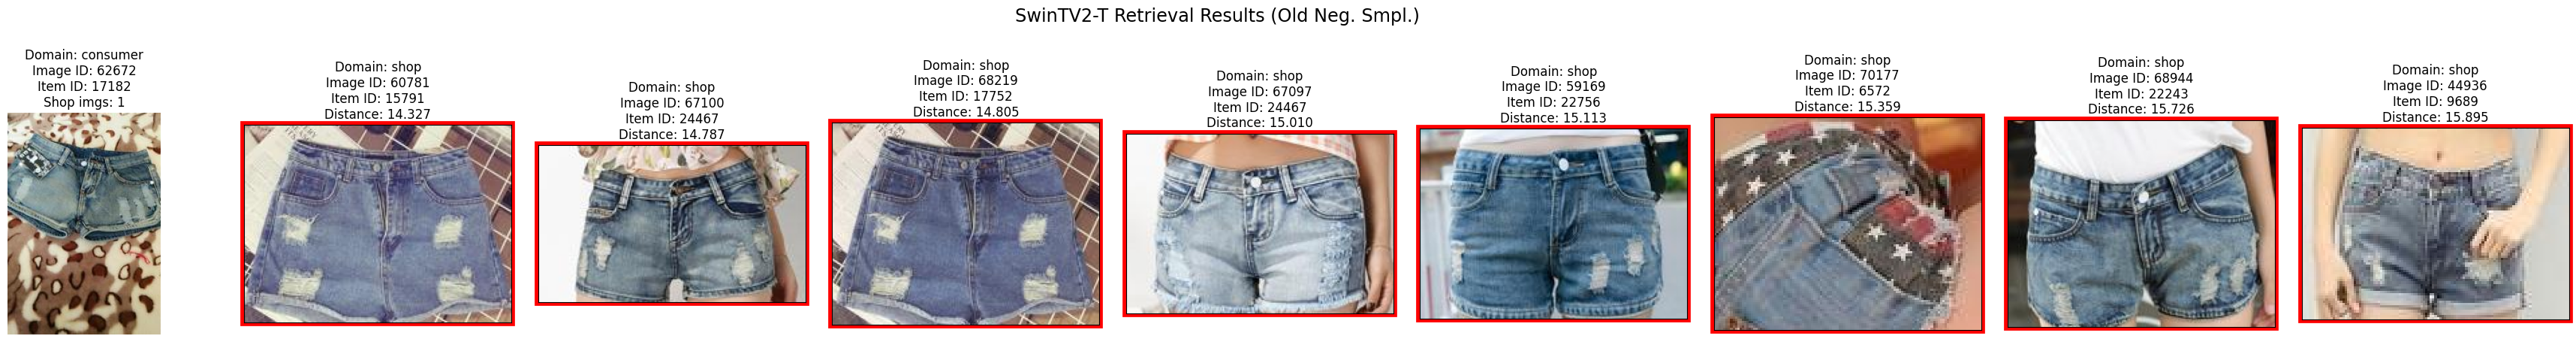 SwinTV2-T Retrieval Results (Old Neg. Smpl.)
Domain: consumer
Image ID: 62672
Item ID: 17182
Shop imgs: 1
Domain: shop
Image ID: 60781
Item ID: 15791
Distance: 14.327
Domain: shop
Image ID: 67100
Item ID: 24467
Distance: 14.787
Domain: shop
Image ID: 68219
Item ID: 17752
Distance: 14.805
Domain: shop
Image ID: 67097
Item ID: 24467
Distance: 15.010
Domain: shop
Image ID: 59169
Item ID: 22756
Distance: 15.113
Domain: shop
Image ID: 70177
Item ID: 6572
Distance: 15.359
Domain: shop
Image ID: 68944
Item ID: 22243
Distance: 15.726
Domain: shop
Image ID: 44936
Item ID: 9689
Distance: 15.895